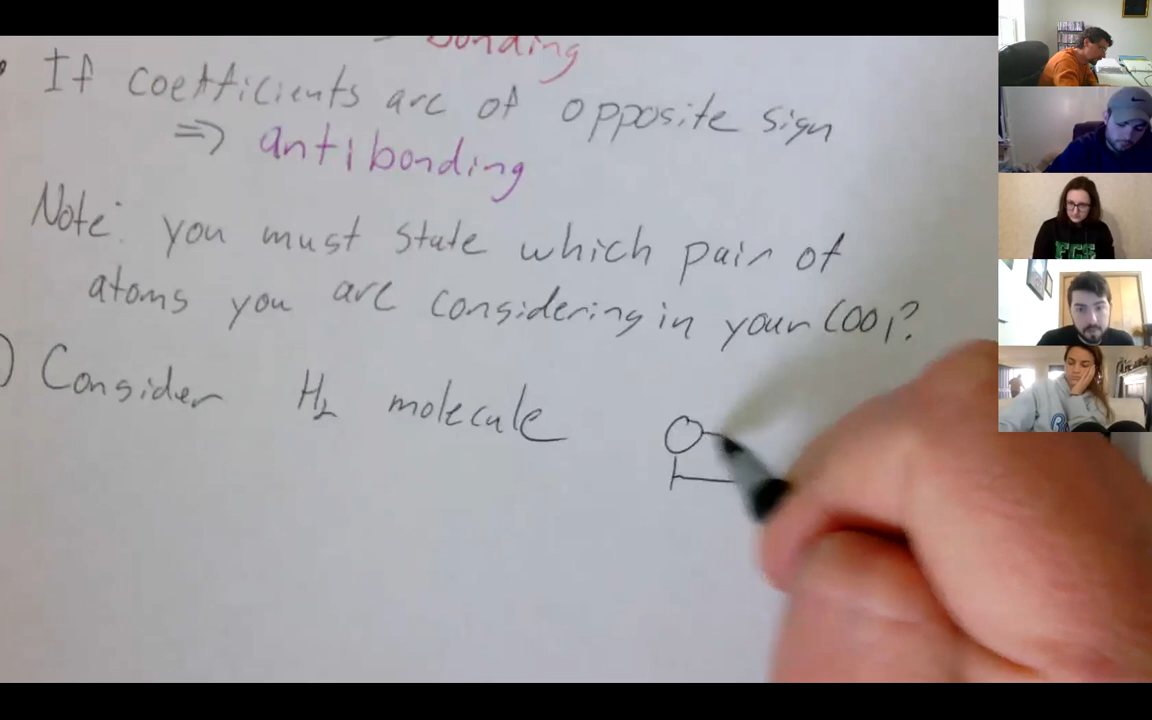 bonding
If coefficients are of opposite sign
=> antibonding
Note: you must state which pair of
atoms you are considering in your COOP
) Consider H2 molecule